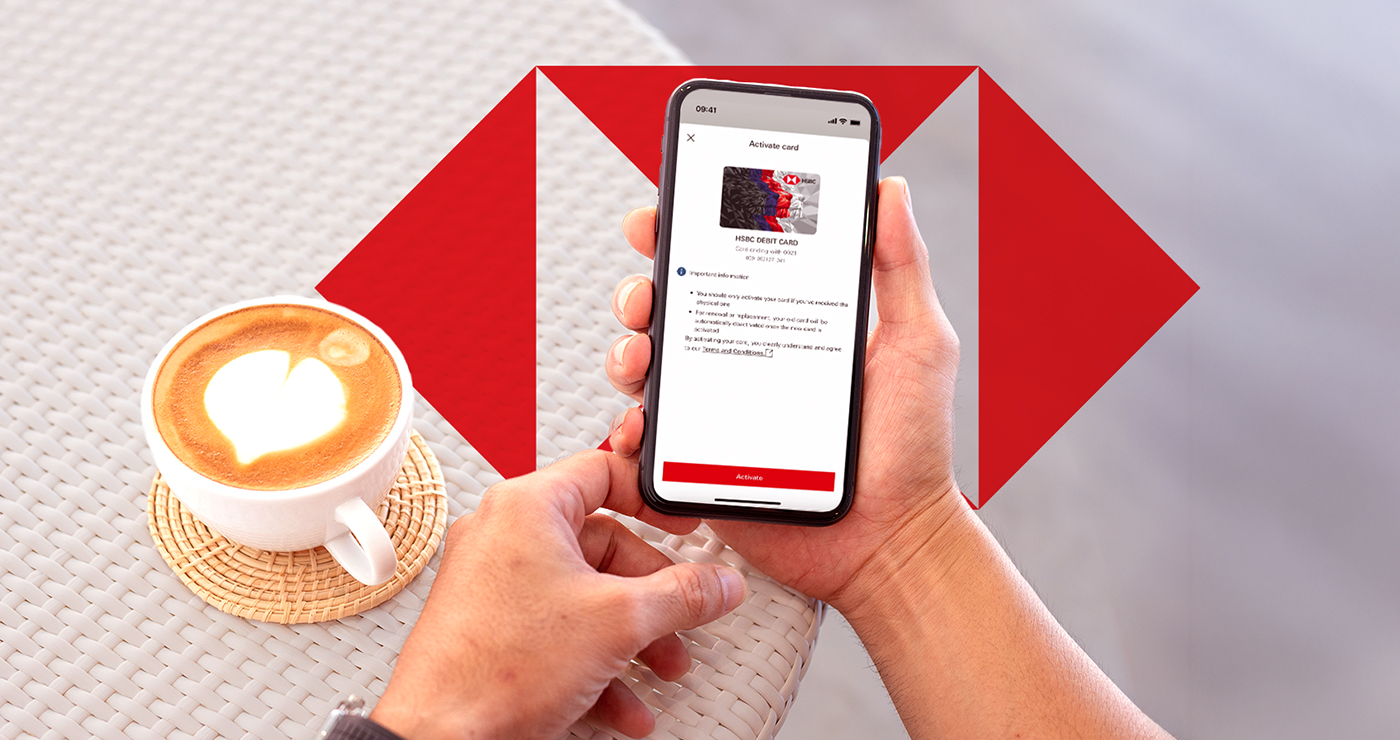 09:41
Activate card
HSBC
HSBC DEBIT CARD
Card ending with 0023
Important information
You should only activate your card if you've received the
physical one
For renewal or replacement, your old card will be
automatically
once the new card is
activated
By activating your card, you
understand and agree
to our Terms and Conditions
Activate